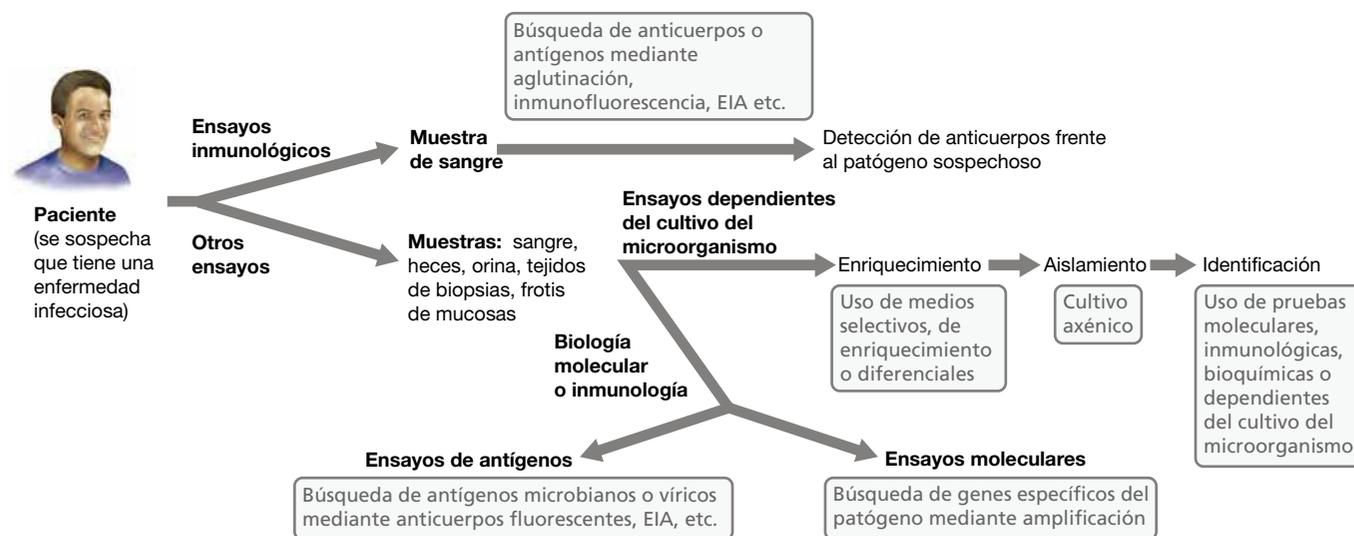 Búsqueda de anticuerpos o
antígenos mediante
aglutinación,
inmunofluorescencia, EIA etc.
Ensayos
inmunológicos
Muestra
de sangre
Detección de anticuerpos frente
al patógeno sospechoso
Paciente
(se sospecha
que tiene una
enfermedad
infecciosa)
Otros
ensayos
Muestras: sangre,
heces, orina, tejidos
de biopsias, frotis
de mucosas
Ensayos dependientes
del cultivo del
microorganismo
Enriquecimiento
Uso de medios
selectivos, de
enriquecimiento
o diferenciales
Aislamiento
Cultivo
axénico
Identificación
Uso de pruebas
moleculares,
inmunológicas,
bioquímicas o
dependientes
del cultivo del
microorganismo
Biología
molecular
o inmunología
Ensayos de antígenos
Búsqueda de antígenos microbianos o víricos
mediante anticuerpos fluorescentes, EIA, etc.
Ensayos moleculares
Búsqueda de genes específicos del
patógeno mediante amplificación